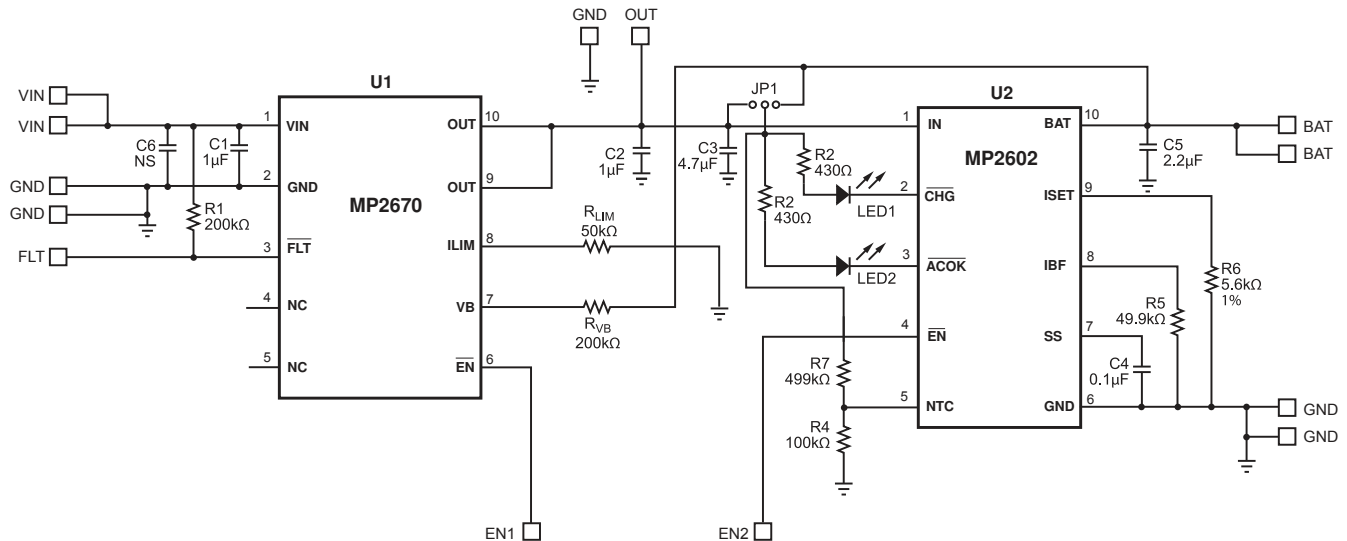 GND
OUT
U1
JP1
U2
VIN
VIN
GND
GND
FLT
C6
NS
C1
1µF
R1
200kΩ
1
VIN
2
GND
3
FLT
4
NC
5
NC
MP2670
OUT
10
OUT
9
ILIM
8
VB
7
EN
6
RLIM
50kΩ
RVB
200kΩ
C2
1µF
C3
4.7µF
R2
430Ω
R2
430Ω
LED1
LED2
R7
499kΩ
R4
100kΩ
1
IN
2
CHG
3
ACOK
4
EN
5
NTC
MP2602
BAT
10
ISET
9
IBF
8
SS
7
GND
6
C5
2.2µF
R6
5.6kΩ
1%
R5
49.9kΩ
C4
0.1µF
BAT
BAT
GND
GND
EN1
EN2